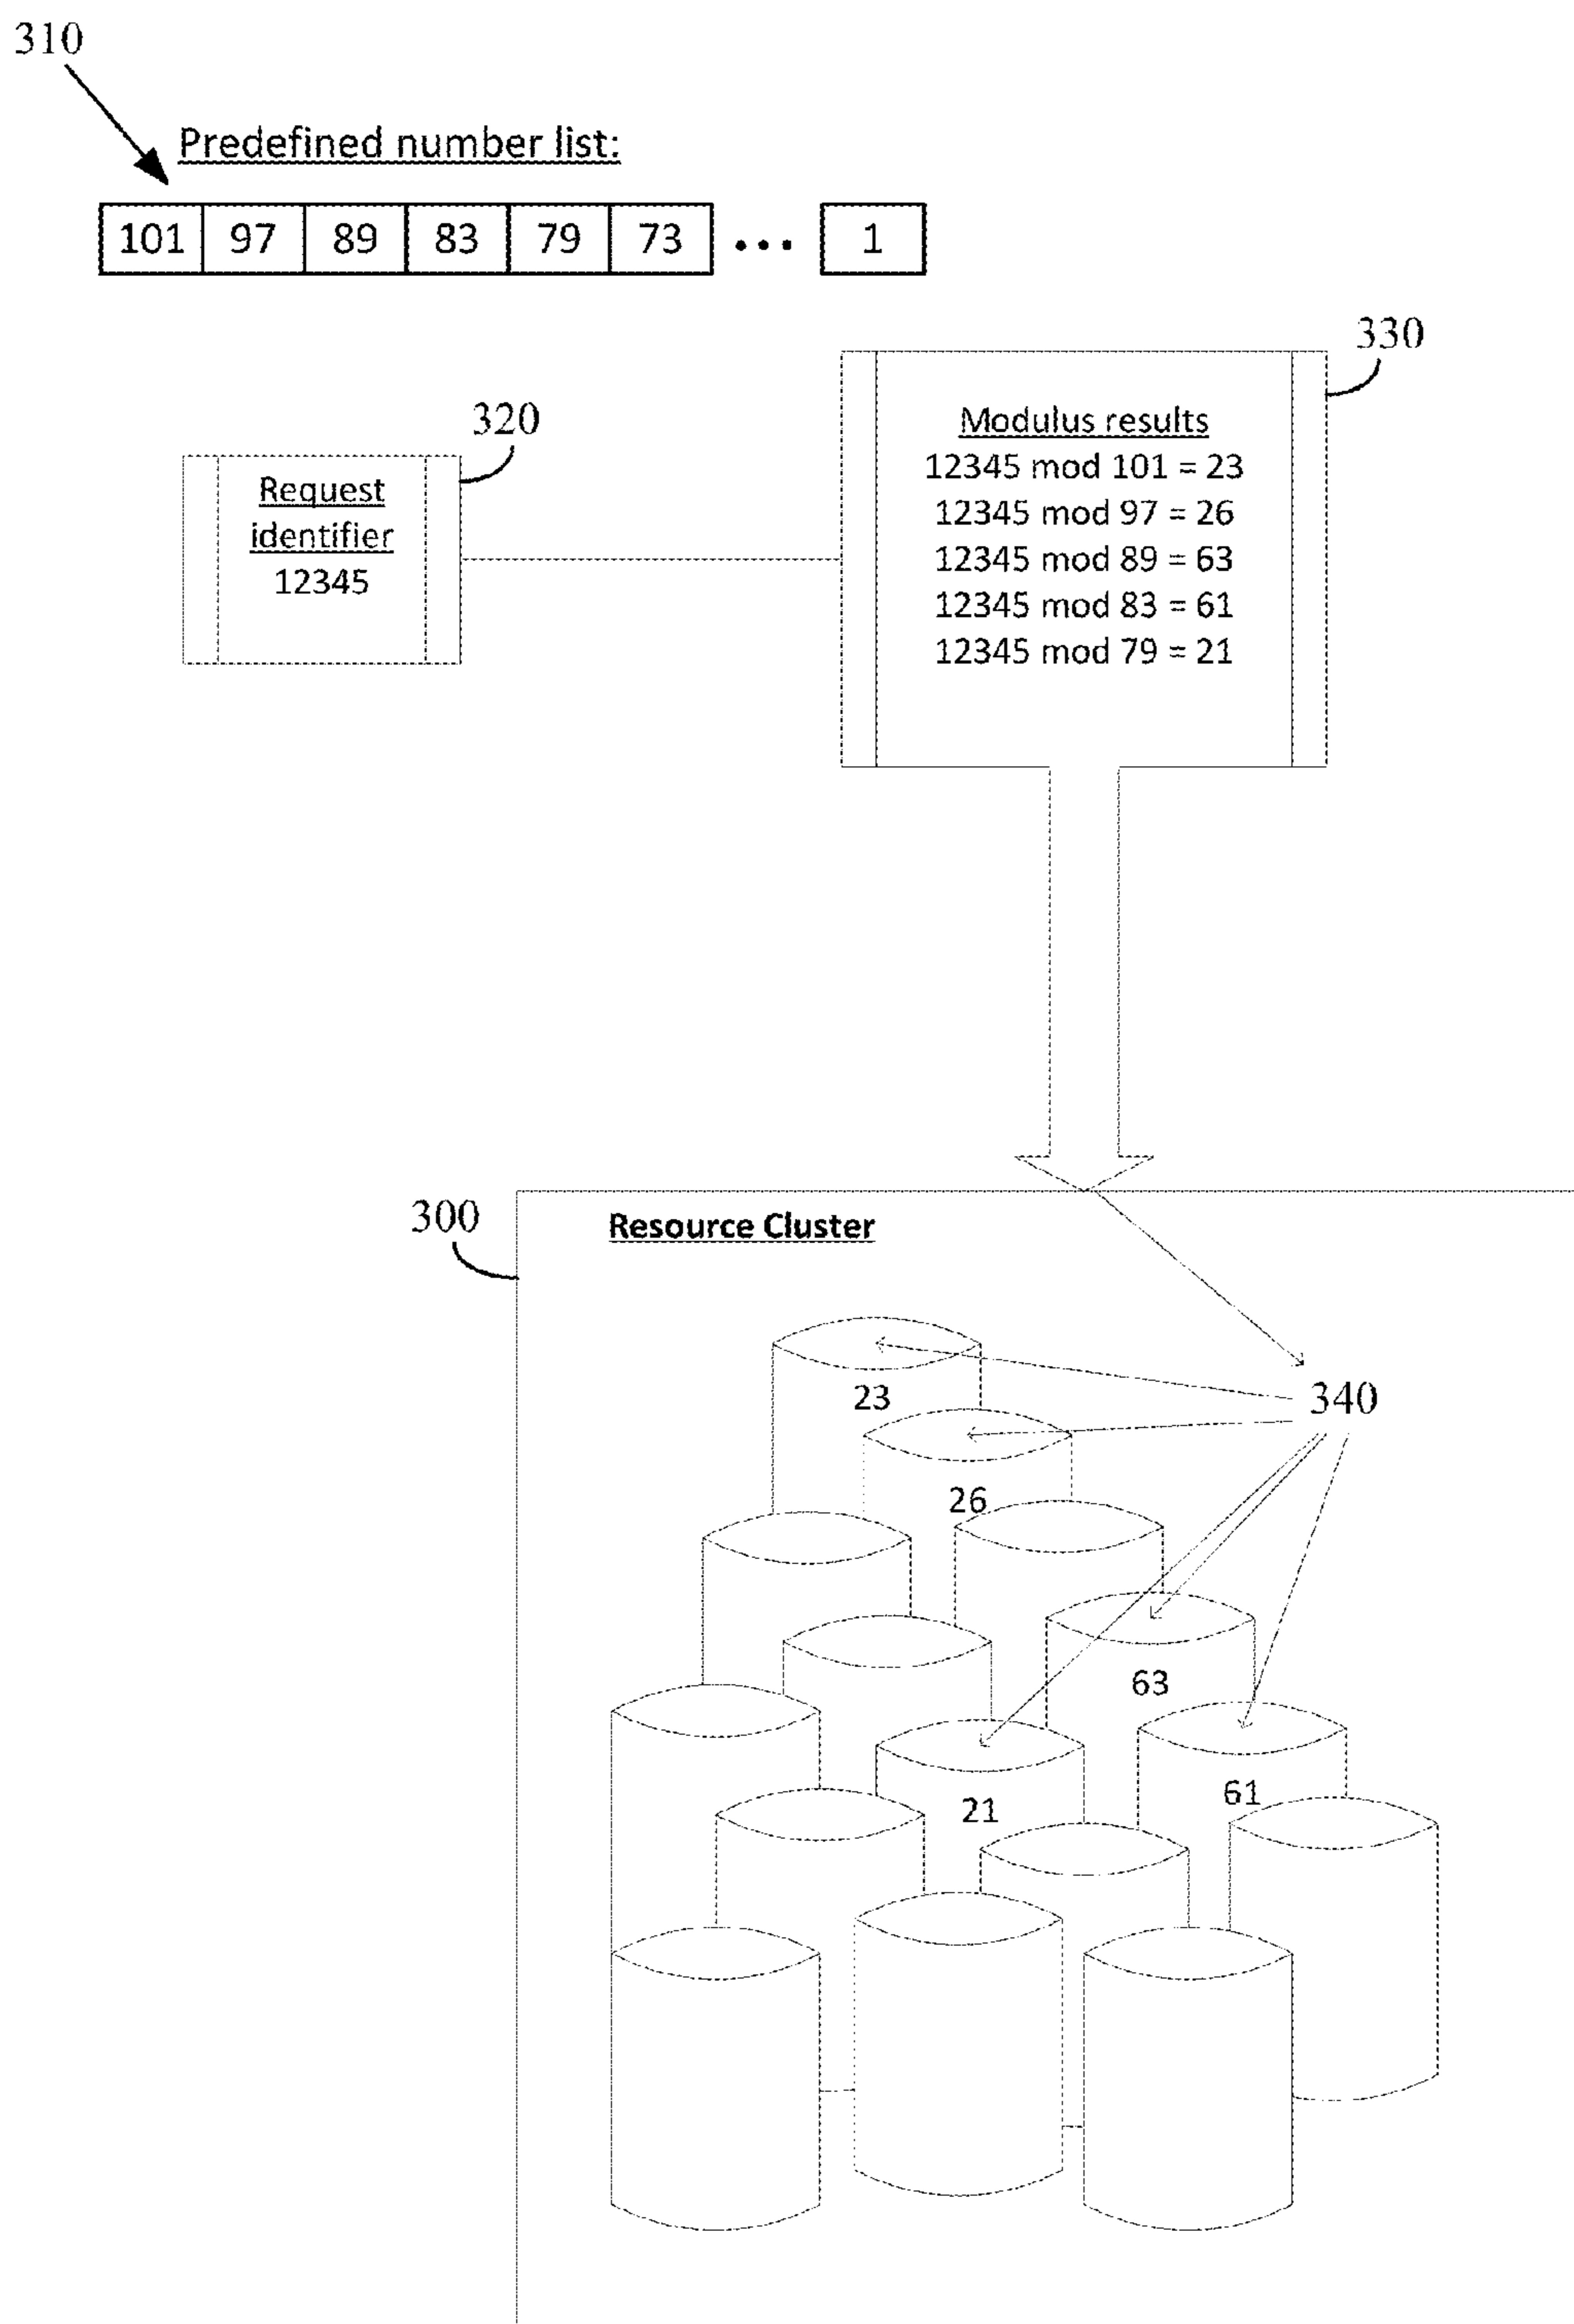 310
Predefined number list:
101 97 89 83 79 73 ... 1
330
320
Modulus results
12345 mod 101 = 23
12345 mod 97 = 26
12345 mod 89 = 63
12345 mod 83 = 61
12345 mod 79 = 21
Request
identifier
12345
300
Resource Cluster
340
23
26
63
61
21